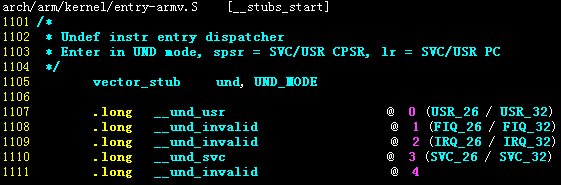 arch/arm/kernel/entry-armv.S    [__stubs_start]
1101 /*
1102  * Undef instr entry dispatcher
1103  * Enter in UND mode, spsr = SVC/USR CPSR, lr = SVC/USR PC
1104  */
1105         vector_stub     und, UND_MODE
1106
1107         .long   __und_usr                       @  0 (USR_26 / USR_32)
1108         .long   __und_invalid                   @  1 (FIQ_26 / FIQ_32)
1109         .long   __und_invalid                   @  2 (IRQ_26 / IRQ_32)
1110         .long   __und_svc                       @  3 (SVC_26 / SVC_32)
1111         .long   __und_invalid                   @  4